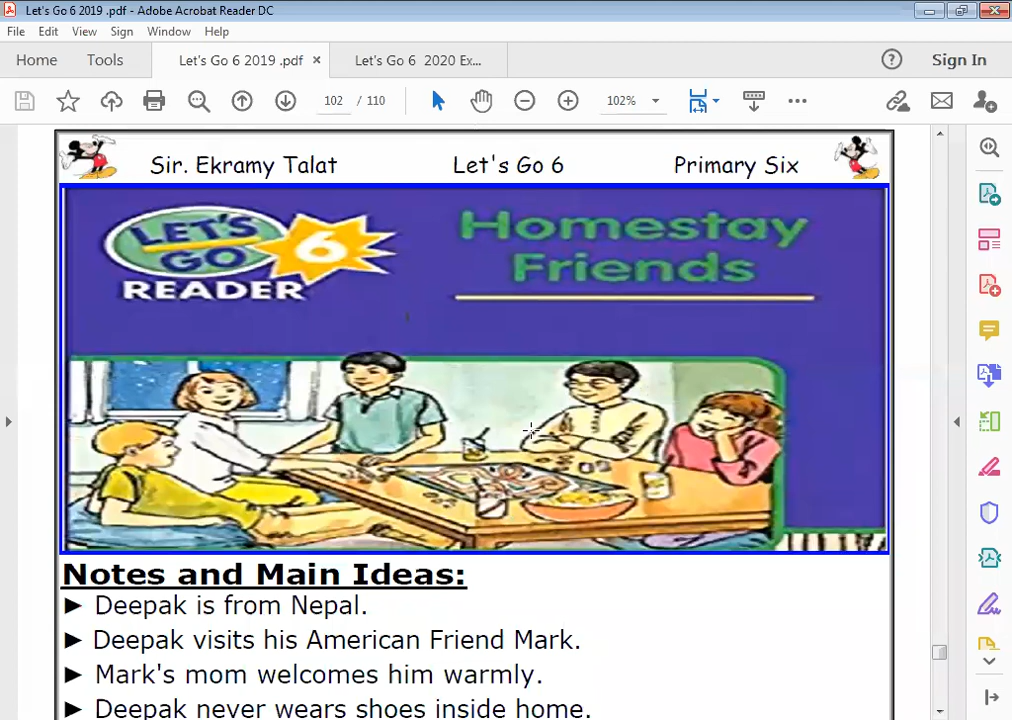 Let's Go 6 2019 .pdf - Adobe Acrobat Reader DC
File Edit View Sign Window Help
Home Tools Let's Go 6 2019 .pdf × Let's Go 6 2020 Ex... ? Sign In
102 / 110 102%
Sir. Ekramy Talat Let's Go 6 Primary Six
LET'S GO 6 READER
Homestay
Friends
Notes and Main Ideas:
► Deepak is from Nepal.
► Deepak visits his American Friend Mark.
► Mark's mom welcomes him warmly.
► Deepak never wears shoes inside home.